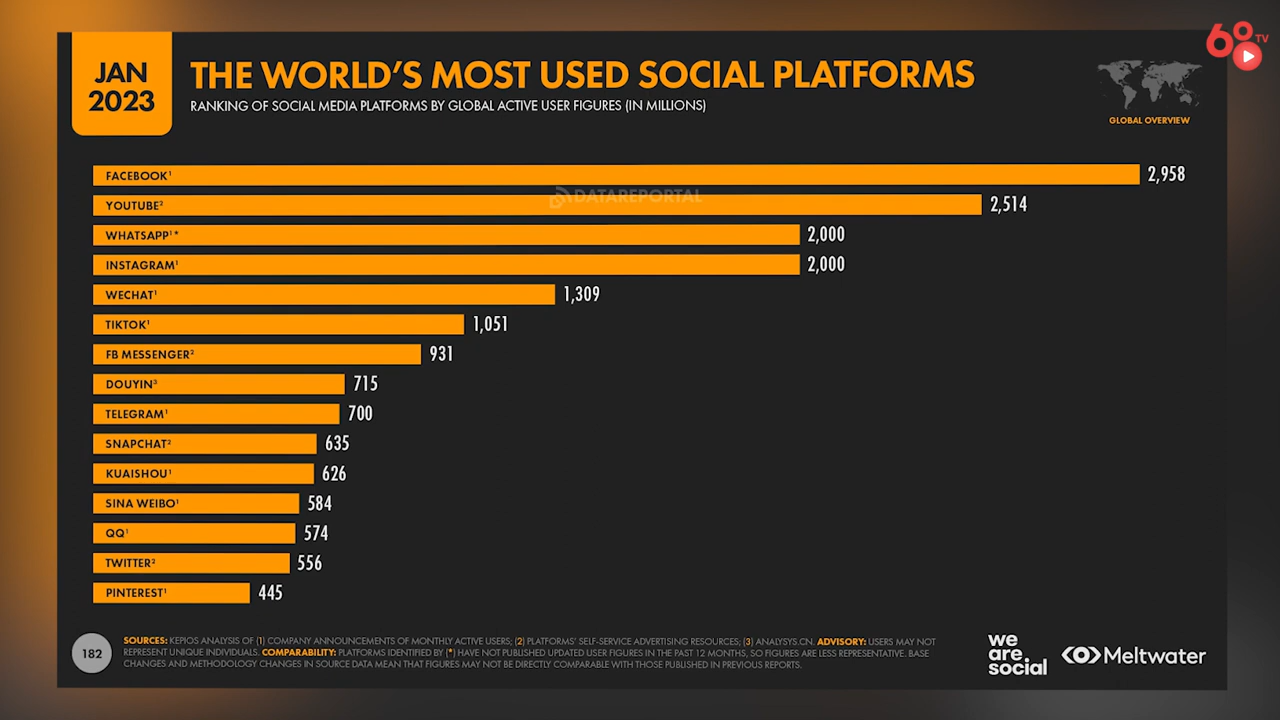 60 TV
JAN
2023
THE WORLD'S MOST USED SOCIAL PLATFORMS
RANKING OF SOCIAL MEDIA PLATFORMS BY GLOBAL ACTIVE USER FIGURES (IN MILLIONS)
GLOBAL OVERVIEW
FACEBOOK¹ 2,958
DATAREPORTAL
YOUTUBE² 2,514
WHATSAPP¹* 2,000
INSTAGRAM¹ 2,000
WECHAT¹ 1,309
TIKTOK¹ 1,051
FB MESSENGER² 931
DOUYIN³ 715
TELEGRAM¹ 700
SNAPCHAT² 635
KUAISHOU¹ 626
SINA WEIBO¹ 584
QQ¹ 574
TWITTER² 556
PINTEREST¹ 445
182
SOURCES: KEPIOS ANALYSIS OF (1) COMPANY ANNOUNCEMENTS OF MONTHLY ACTIVE USERS; (2) PLATFORMS' SELF-SERVICE ADVERTISING RESOURCES; (3) ANALYSYS.CN. ADVISORY: USERS MAY NOT
REPRESENT UNIQUE INDIVIDUALS. COMPARABILITY: PLATFORMS IDENTIFIED BY (*) HAVE NOT PUBLISHED UPDATED USER FIGURES IN THE PAST 12 MONTHS, SO FIGURES ARE LESS REPRESENTATIVE. BASE
CHANGES AND METHODOLOGY CHANGES IN SOURCE DATA MEAN THAT FIGURES MAY NOT BE DIRECTLY COMPARABLE WITH THOSE PUBLISHED IN PREVIOUS REPORTS.
we
are
social
Meltwater